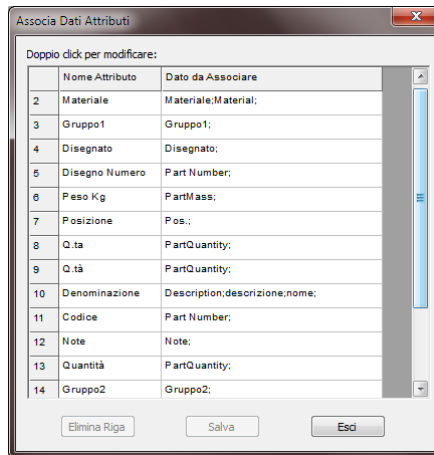 Associa Dati Attributi
Doppio click per modificare:
Nome Attributo Dato da Associare
2 Materiale Materiale;Material;
3 Gruppo1 Gruppo1;
4 Disegnato Disegnato;
5 Disegno Numero Part Number;
6 Peso Kg PartMass;
7 Posizione Pos.;
8 Q.ta PartQuantity;
9 Q.tà PartQuantity;
10 Denominazione Description;descrizione;nome;
11 Codice Part Number;
12 Note Note;
13 Quantità PartQuantity;
14 Gruppo2 Gruppo2;
Elimina Riga Salva Esci